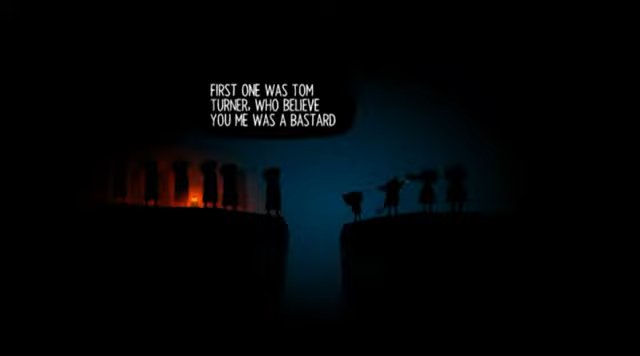 FIRST ONE WAS TOM
TURNER, WHO BELIEVE
YOU ME WAS A BASTARD